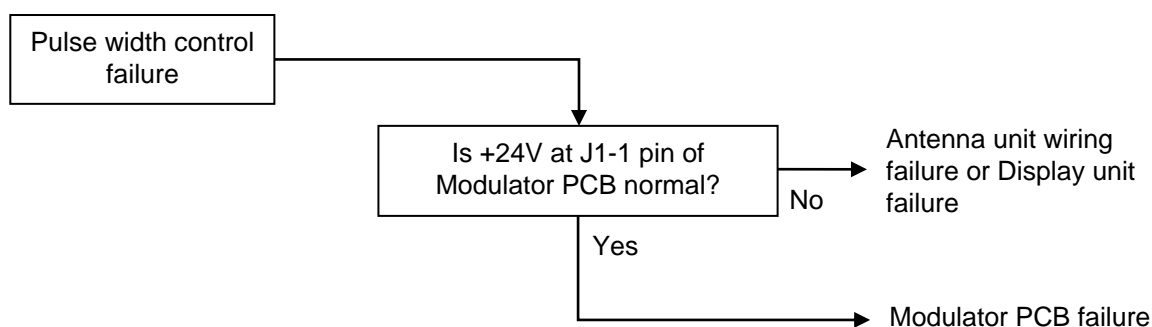 Pulse width control
failure
Is +24V at J1-1 pin of
Modulator PCB normal?
Antenna unit wiring
failure or Display unit
failure
No
Yes
Modulator PCB failure